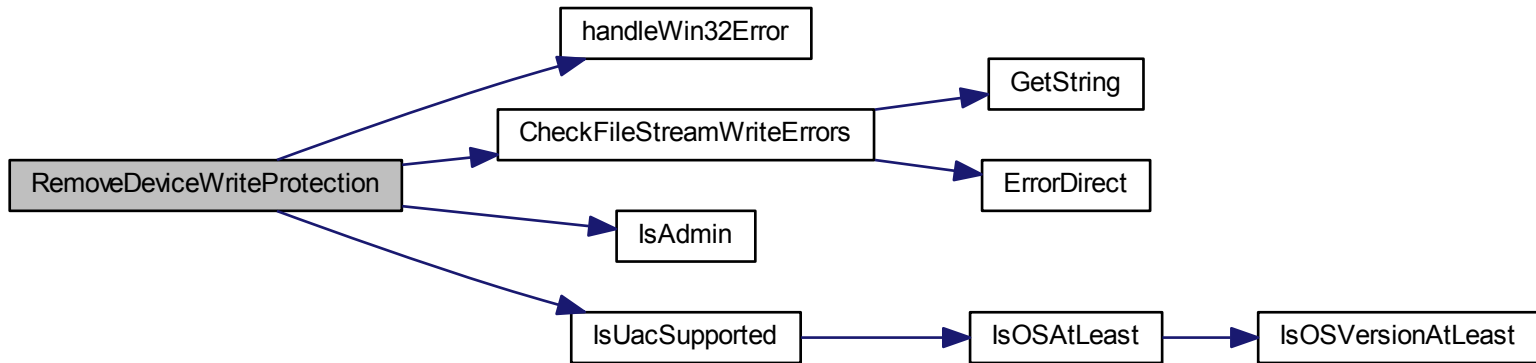 handleWin32Error
GetString
CheckFileStreamWriteErrors
RemoveDeviceWriteProtection
ErrorDirect
IsAdmin
IsUacSupported
IsOSAtLeast
IsOSVersionAtLeast